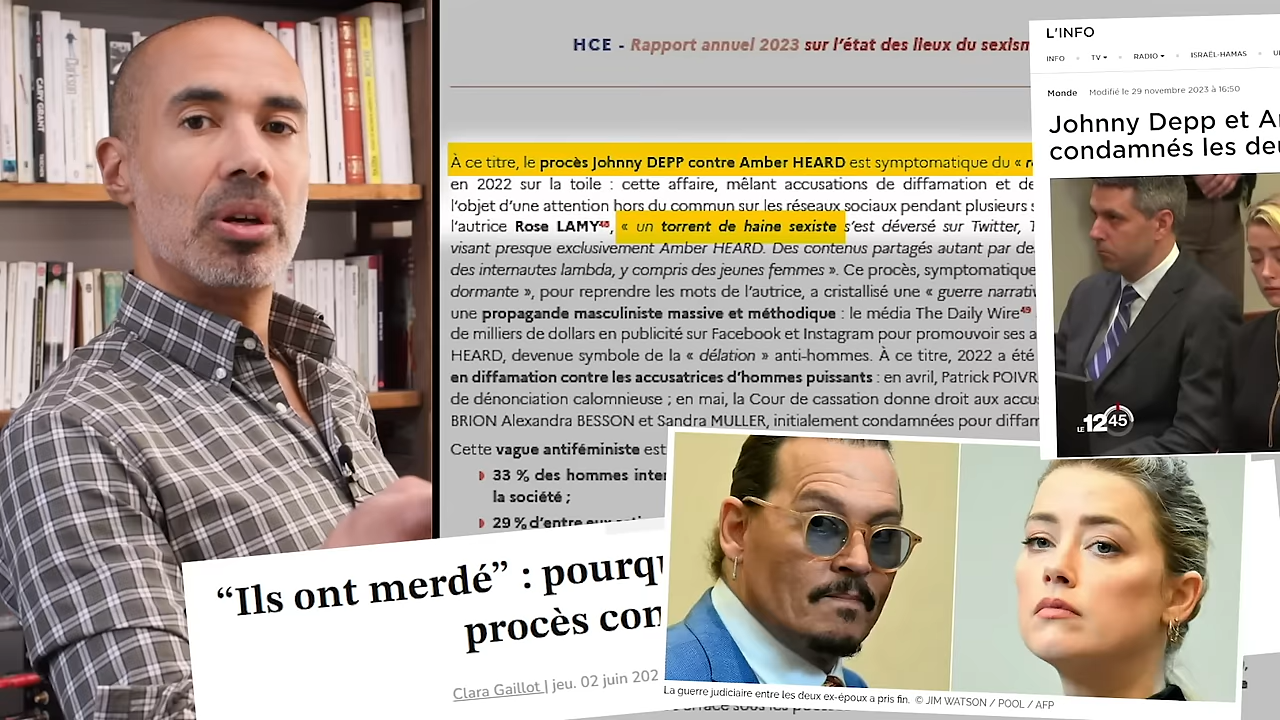 CARY GRANT
HCE - Rapport annuel 2023 sur l'état des lieux du sexism
À ce titre, le procès Johnny DEPP contre Amber HEARD est symptomatique du «
en 2022 sur la toile : cette affaire, mêlant accusations de diffamation et de
l'objet d'une attention hors du commun sur les réseaux sociaux pendant plusieurs
l'autrice Rose LAMY48, « un torrent de haine sexiste s'est déversé sur Twitter,
visant presque exclusivement Amber HEARD. Des contenus partagés autant par de
des internautes lambda, y compris des jeunes femmes ». Ce procès, symptomatique
dormante », pour reprendre les mots de l'autrice, a cristallisé une « guerre narrativ
une propagande masculiniste massive et méthodique : le média The Daily Wire49
de milliers de dollars en publicité sur Facebook et Instagram pour promouvoir ses a
HEARD, devenue symbole de la « délation » anti-hommes. À ce titre, 2022 a été
en diffamation contre les accusatrices d'hommes puissants : en avril, Patrick POIVR
de dénonciation calomnieuse ; en mai, la Cour de cassation donne droit aux accu
BRION Alexandra BESSON et Sandra MULLER, initialement condamnées pour diffam
Cette vague antiféministe est
33 % des hommes inter
la société ;
29 % d'entre eux
L'INFO
INFO TV RADIO ISRAËL-HAMAS
Monde Modifié le 29 novembre 2023 à 16:50
Johnny Depp et A
condamnés les deu
LE 12 45
“Ils ont merdé” : pourqu
procès con
Clara Gaillot | jeu. 02 juin 202
La guerre judiciaire entre les deux ex-époux a pris fin. © JIM WATSON / POOL / AFP